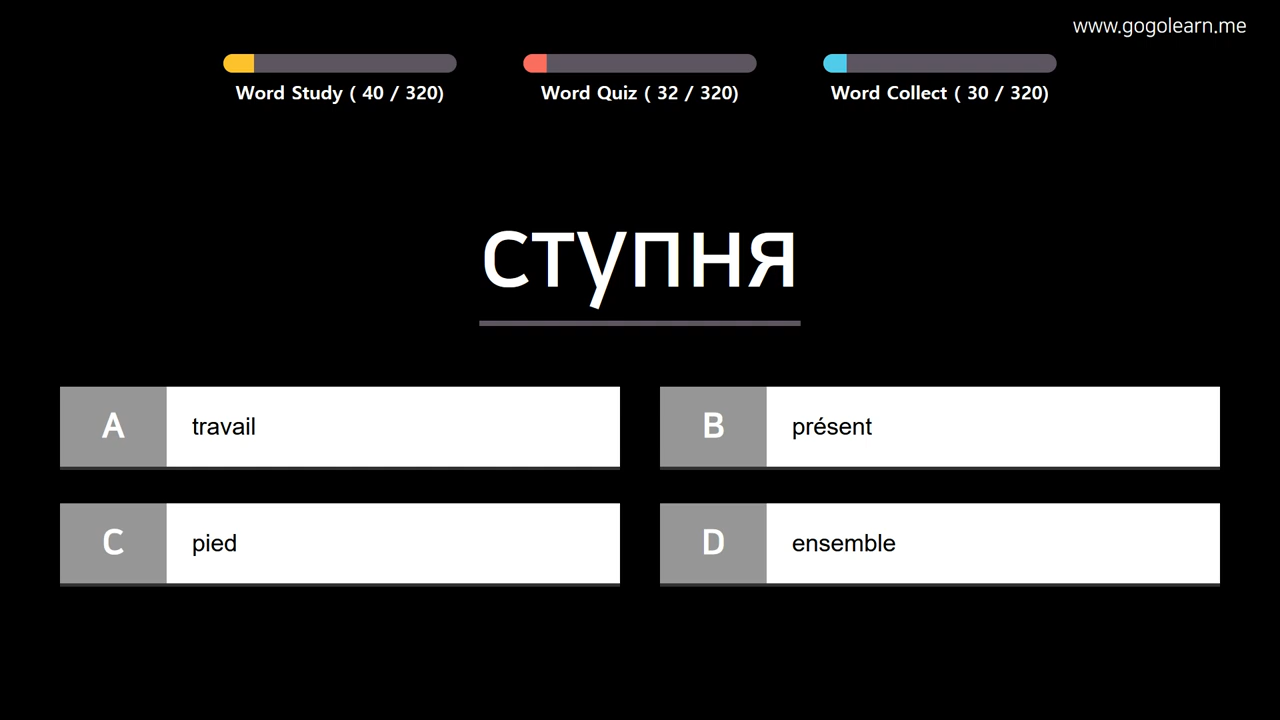 www.gogolearn.me
Word Study ( 40 / 320)
Word Quiz ( 32 / 320)
Word Collect ( 30 / 320)
ступня
A travail
B présent
C pied
D ensemble